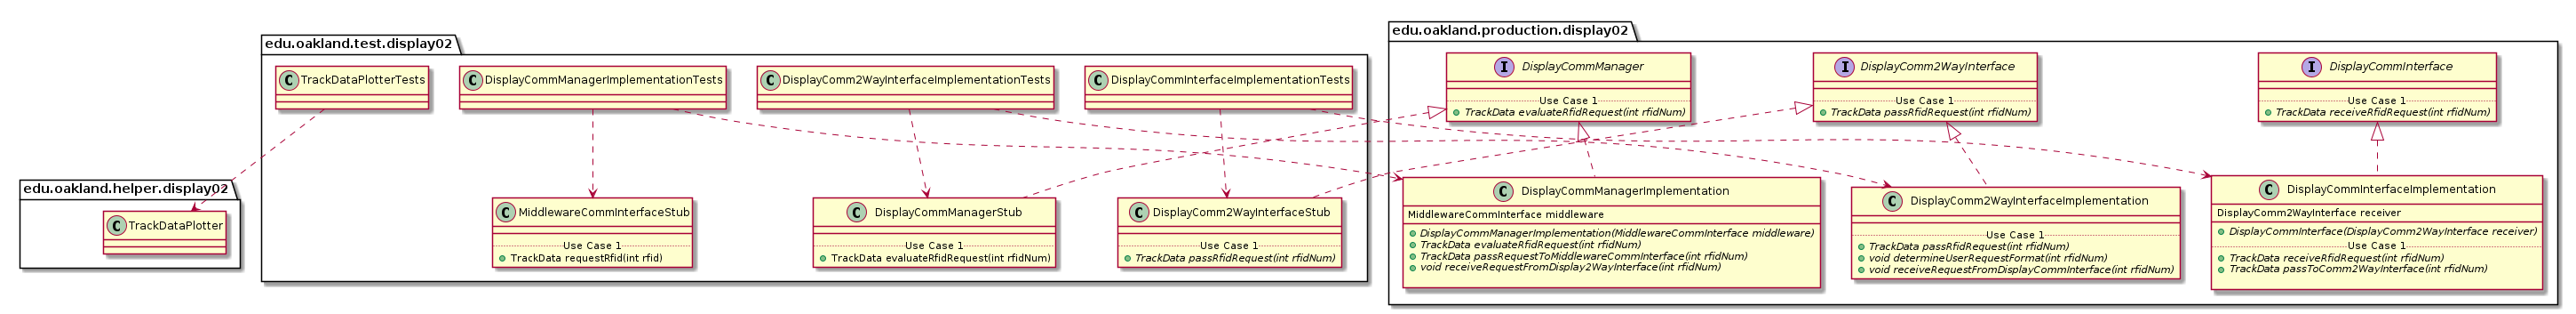 edu.oakland.production.display02
edu.oakland.test.display02
I DisplayCommManager
Use Case 1
TrackData evaluateRfidRequest(int rfidNum)
I DisplayComm2WayInterface
Use Case 1
TrackData passRfidRequest(int rfidNum)
I DisplayCommInterface
Use Case 1
TrackData receiveRfidRequest(int rfidNum)
C TrackDataPlotterTests
C DisplayCommManagerImplementationTests
C DisplayComm2WayInterfaceImplementationTests
C DisplayCommInterfaceImplementationTests
edu.oakland.helper.display02
C TrackDataPlotter
C MiddlewareCommInterfaceStub
Use Case 1
TrackData requestRfid(int rfid)
C DisplayCommManagerStub
Use Case 1
TrackData evaluateRfidRequest(int rfidNum)
C DisplayComm2WayInterfaceStub
Use Case 1
TrackData passRfidRequest(int rfidNum)
C DisplayCommManagerImplementation
MiddlewareCommInterface middleware
DisplayCommManagerImplementation(MiddlewareCommInterface middleware)
TrackData evaluateRfidRequest(int rfidNum)
TrackData passRequestToMiddlewareCommInterface(int rfidNum)
void receiveRequestFromDisplay2WayInterface(int rfidNum)
C DisplayComm2WayInterfaceImplementation
Use Case 1
TrackData passRfidRequest(int rfidNum)
void determineUserRequestFormat(int rfidNum)
void receiveRequestFromDisplayCommInterface(int rfidNum)
C DisplayCommInterfaceImplementation
DisplayComm2WayInterface receiver
DisplayCommInterface(DisplayComm2WayInterface receiver)
Use Case 1
TrackData receiveRfidRequest(int rfidNum)
TrackData passToComm2WayInterface(int rfidNum)